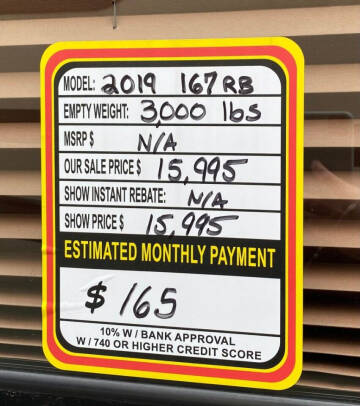 MODEL: 2019 167RB
EMPTY WEIGHT: 3,000 lbs
MSRP $ N/A
OUR SALE PRICE $ 15,995
SHOW INSTANT REBATE: N/A
SHOW PRICE $ 15,995
ESTIMATED MONTHLY PAYMENT
$ 165
10% W / BANK APPROVAL
W / 740 OR HIGHER CREDIT SCORE